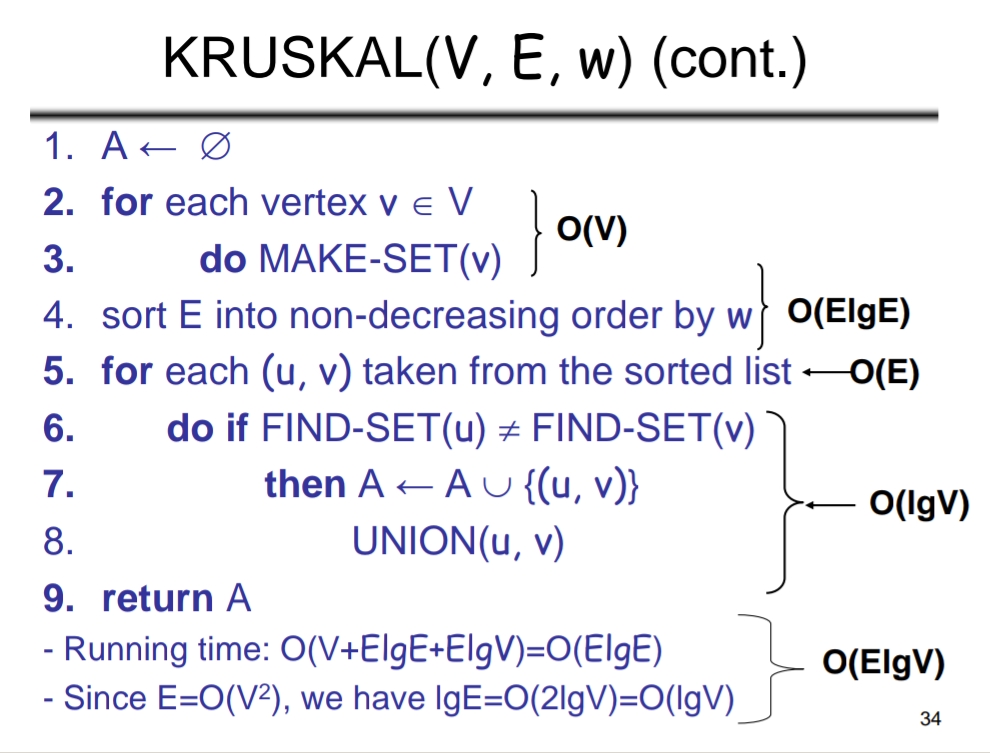 KRUSKAL(V, E, w) (cont.)
1. A ← ∅
2. for each vertex v ∈ V
O(V)
3. do MAKE-SET(v)
4. sort E into non-decreasing order by w
O(ElgE)
5. for each (u, v) taken from the sorted list ← O(E)
6. do if FIND-SET(u) ≠ FIND-SET(v)
7. then A ← A ∪ {(u, v)}
← O(lgV)
8. UNION(u, v)
9. return A
- Running time: O(V+ElgE+ElgV)=O(ElgE)
O(ElgV)
- Since E=O(V²), we have lgE=O(2lgV)=O(lgV)
34